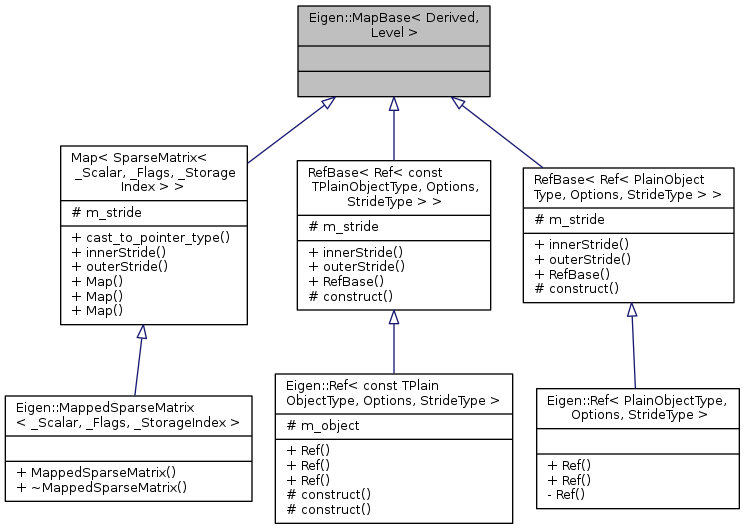 Eigen::MapBase< Derived,
Level >
Map< SparseMatrix<
_Scalar, _Flags, _Storage
Index > >
# m_stride
+ cast_to_pointer_type()
+ innerStride()
+ outerStride()
+ Map()
+ Map()
+ Map()
RefBase< Ref< const
TPlainObjectType, Options,
StrideType > >
# m_stride
+ innerStride()
+ outerStride()
+ RefBase()
# construct()
RefBase< Ref< PlainObject
Type, Options, StrideType > >
# m_stride
+ innerStride()
+ outerStride()
+ RefBase()
# construct()
Eigen::MappedSparseMatrix
< _Scalar, _Flags, _StorageIndex >
+ MappedSparseMatrix()
+ ~MappedSparseMatrix()
Eigen::Ref< const TPlain
ObjectType, Options, StrideType >
# m_object
+ Ref()
+ Ref()
+ Ref()
# construct()
# construct()
Eigen::Ref< PlainObjectType,
Options, StrideType >
+ Ref()
+ Ref()
- Ref()